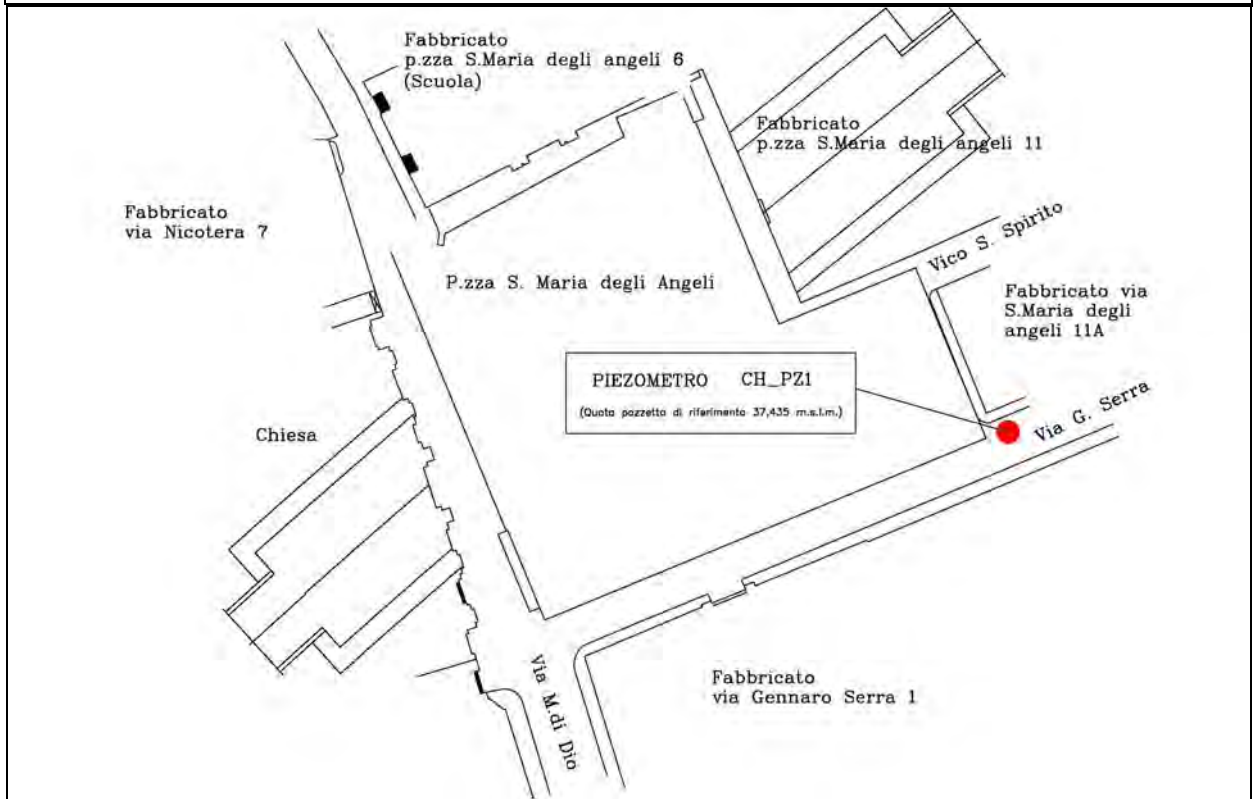 Fabbricato
p.zza S.Maria degli angeli 6
(Scuola)
Fabbricato
p.zza S.Maria degli angeli 11
Fabbricato
via Nicotera 7
Vico S. Spirito
P.zza S. Maria degli Angeli
Fabbricato via
S.Maria degli
angeli 11A
PIEZOMETRO CH_PZ1
(Quota pozzetto di riferimento 37,435 m.s.l.m.)
Via G. Serra
Chiesa
Via M.di Dio
Fabbricato
via Gennaro Serra 1